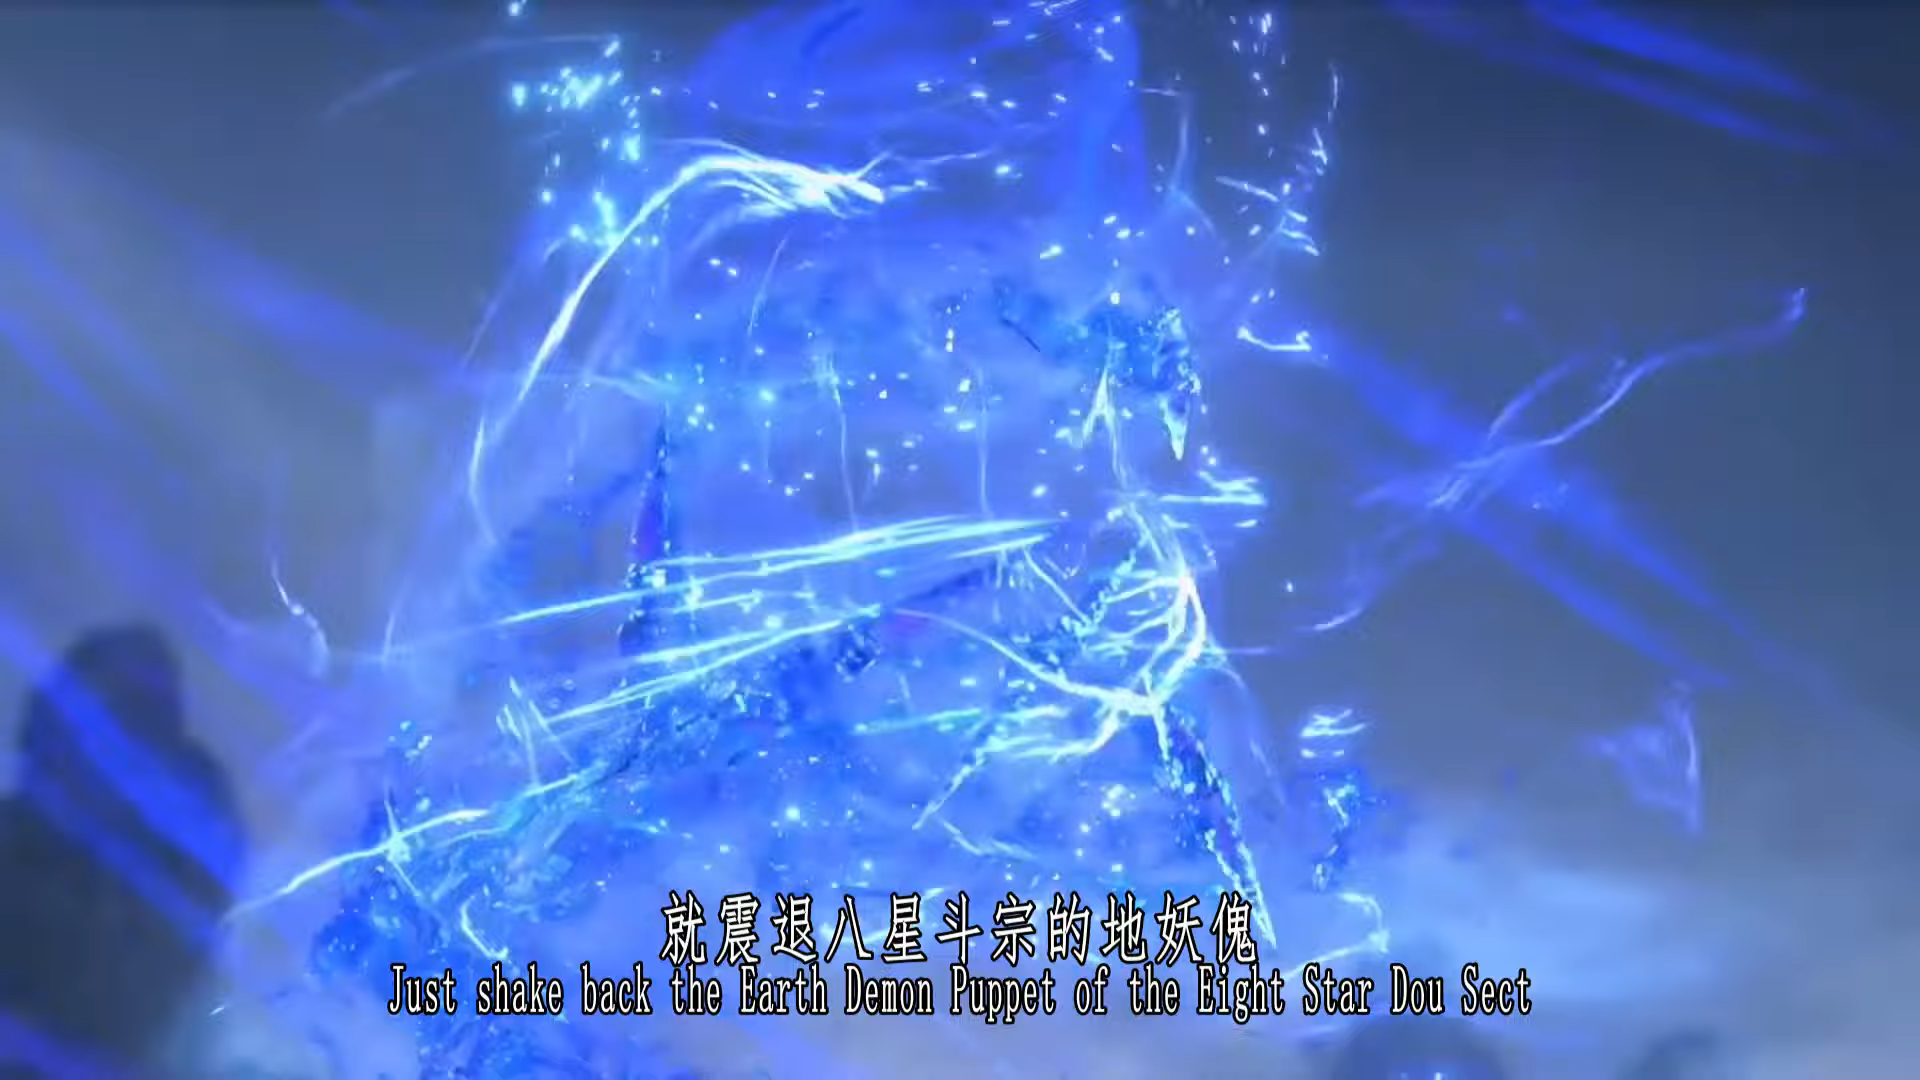 就震退八星斗宗的地妖傀
Just shake back the Earth Demon Puppet of the Eight Star Dou Sect